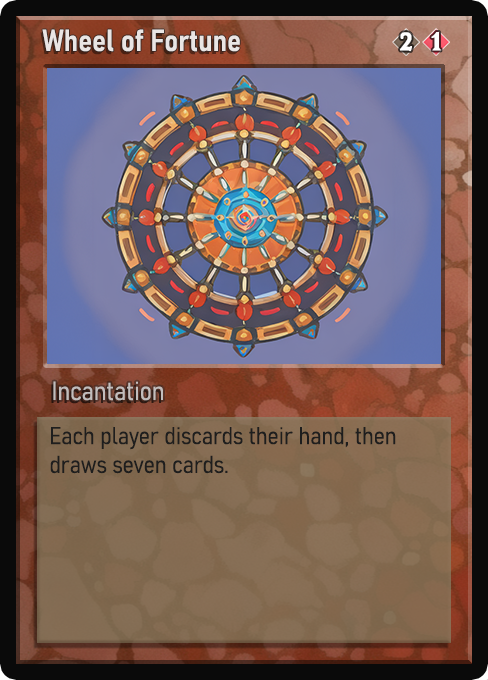 Wheel of Fortune 2 1
Incantation
Each player discards their hand, then
draws seven cards.